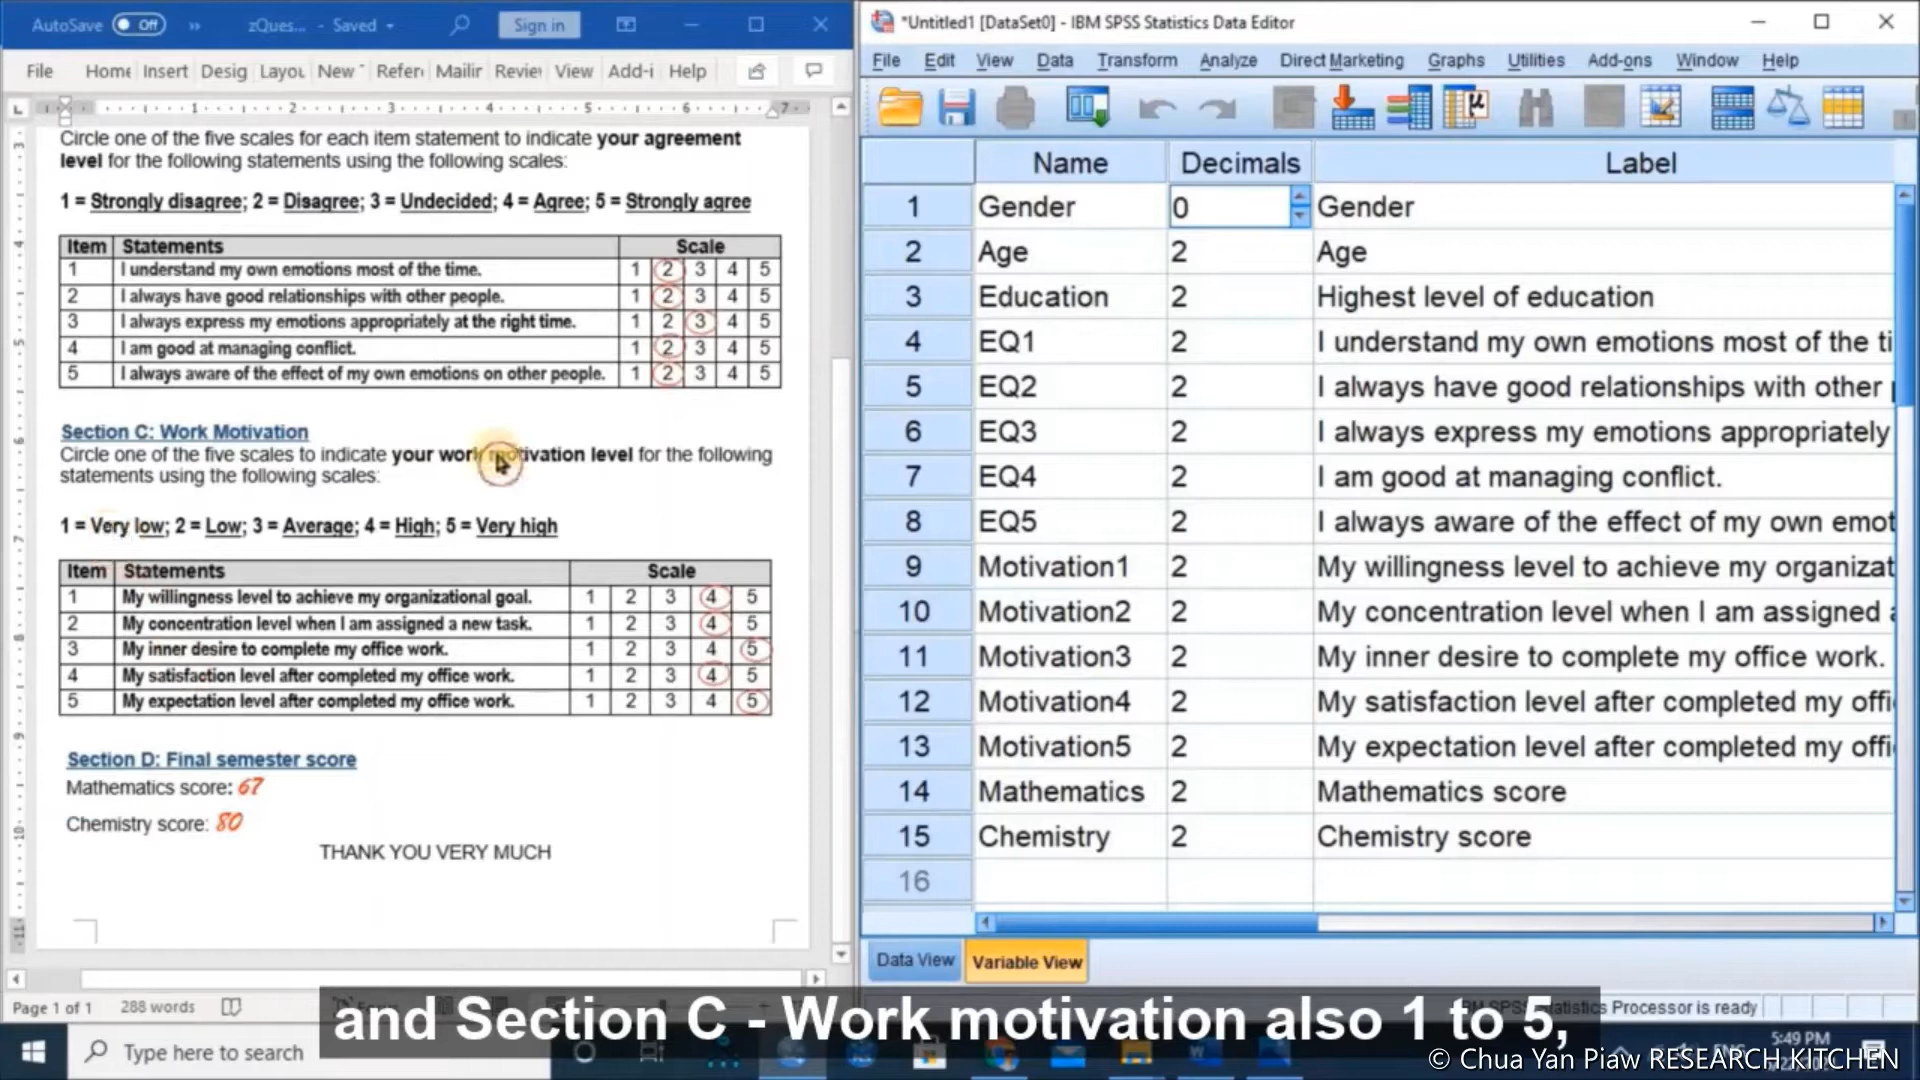 AutoSave Off » zQues... - Saved Sign in
File Home Insert Desig Layou New Refer Mailir Revie View Add-i Help
Circle one of the five scales for each item statement to indicate your agreement
level for the following statements using the following scales:
1 = Strongly disagree; 2 = Disagree; 3 = Undecided; 4 = Agree; 5 = Strongly agree
Item Statements Scale
1 I understand my own emotions most of the time. 1 2 3 4 5
2 I always have good relationships with other people. 1 2 3 4 5
3 I always express my emotions appropriately at the right time. 1 2 3 4 5
4 I am good at managing conflict. 1 2 3 4 5
5 I always aware of the effect of my own emotions on other people. 1 2 3 4 5
Section C: Work Motivation
Circle one of the five scales to indicate your work motivation level for the following
statements using the following scales:
1 = Very low; 2 = Low; 3 = Average; 4 = High; 5 = Very high
Item Statements Scale
1 My willingness level to achieve my organizational goal. 1 2 3 4 5
2 My concentration level when I am assigned a new task. 1 2 3 4 5
3 My inner desire to complete my office work. 1 2 3 4 5
4 My satisfaction level after completed my office work. 1 2 3 4 5
5 My expectation level after completed my office work. 1 2 3 4 5
Section D: Final semester score
Mathematics score: 67
Chemistry score: 80
THANK YOU VERY MUCH
Page 1 of 1 288 words
*Untitled1 [DataSet0] - IBM SPSS Statistics Data Editor
File Edit View Data Transform Analyze Direct Marketing Graphs Utilities Add-ons Window Help
Name Decimals Label
1 Gender 0 Gender
2 Age 2 Age
3 Education 2 Highest level of education
4 EQ1 2 I understand my own emotions most of the ti
5 EQ2 2 I always have good relationships with other
6 EQ3 2 I always express my emotions appropriately
7 EQ4 2 I am good at managing conflict.
8 EQ5 2 I always aware of the effect of my own emot
9 Motivation1 2 My willingness level to achieve my organizat
10 Motivation2 2 My concentration level when I am assigned a
11 Motivation3 2 My inner desire to complete my office work.
12 Motivation4 2 My satisfaction level after completed my offi
13 Motivation5 2 My expectation level after completed my offi
14 Mathematics 2 Mathematics score
15 Chemistry 2 Chemistry score
16
Data View Variable View
Processor is ready
and Section C - Work motivation also 1 to 5,
Type here to search
5:49 PM
© Chua Yan Piaw RESEARCH KITCHEN